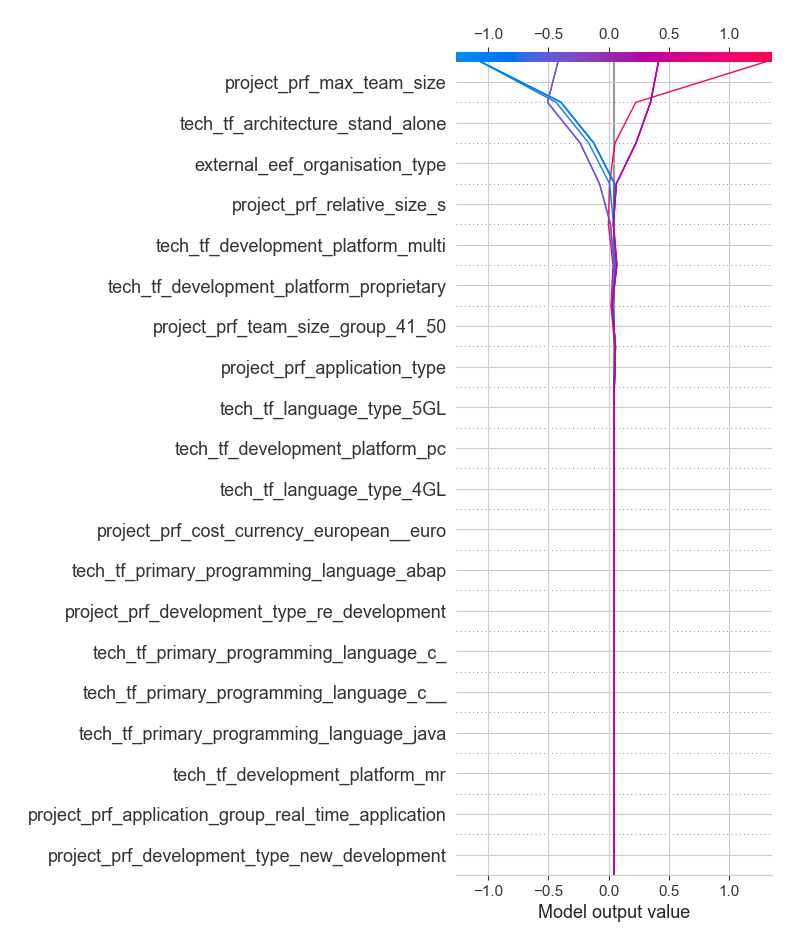 −1.0 −0.5 0.0 0.5 1.0
project_prf_max_team_size
tech_tf_architecture_stand_alone
external_eef_organisation_type
project_prf_relative_size_s
tech_tf_development_platform_multi
tech_tf_development_platform_proprietary
project_prf_team_size_group_41_50
project_prf_application_type
tech_tf_language_type_5GL
tech_tf_development_platform_pc
tech_tf_language_type_4GL
project_prf_cost_currency_european__euro
tech_tf_primary_programming_language_abap
project_prf_development_type_re_development
tech_tf_primary_programming_language_c_
tech_tf_primary_programming_language_c__
tech_tf_primary_programming_language_java
tech_tf_development_platform_mr
project_prf_application_group_real_time_application
project_prf_development_type_new_development
−1.0 −0.5 0.0 0.5 1.0
Model output value